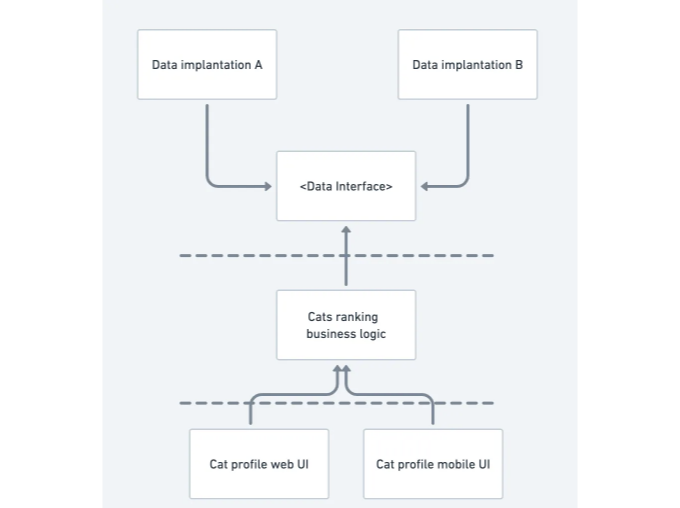 Data implantation A
Data implantation B
<Data Interface>
Cats ranking
business logic
Cat profile web UI
Cat profile mobile UI